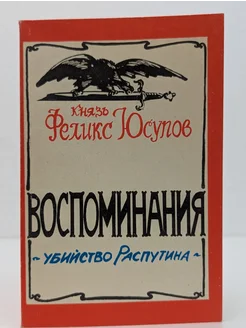 Князь
Феликс Юсупов
ВОСПОМИНАНИЯ
~ УБИЙСТВО РАСПУТИНА ~